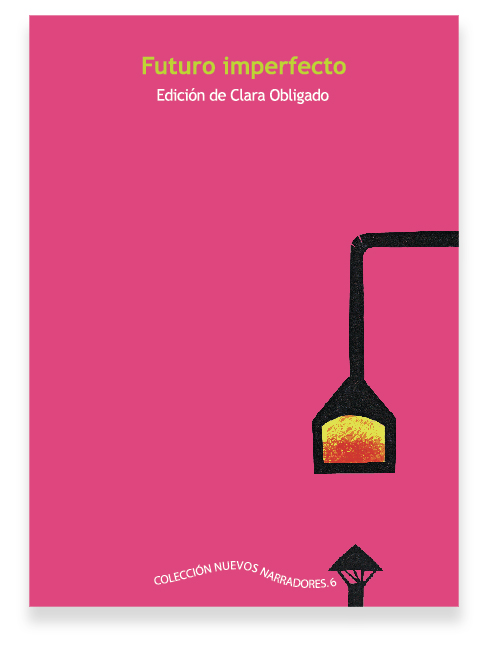 Futuro imperfecto
Edición de Clara Obligado
COLECCIÓN NUEVOS NARRADORES.6